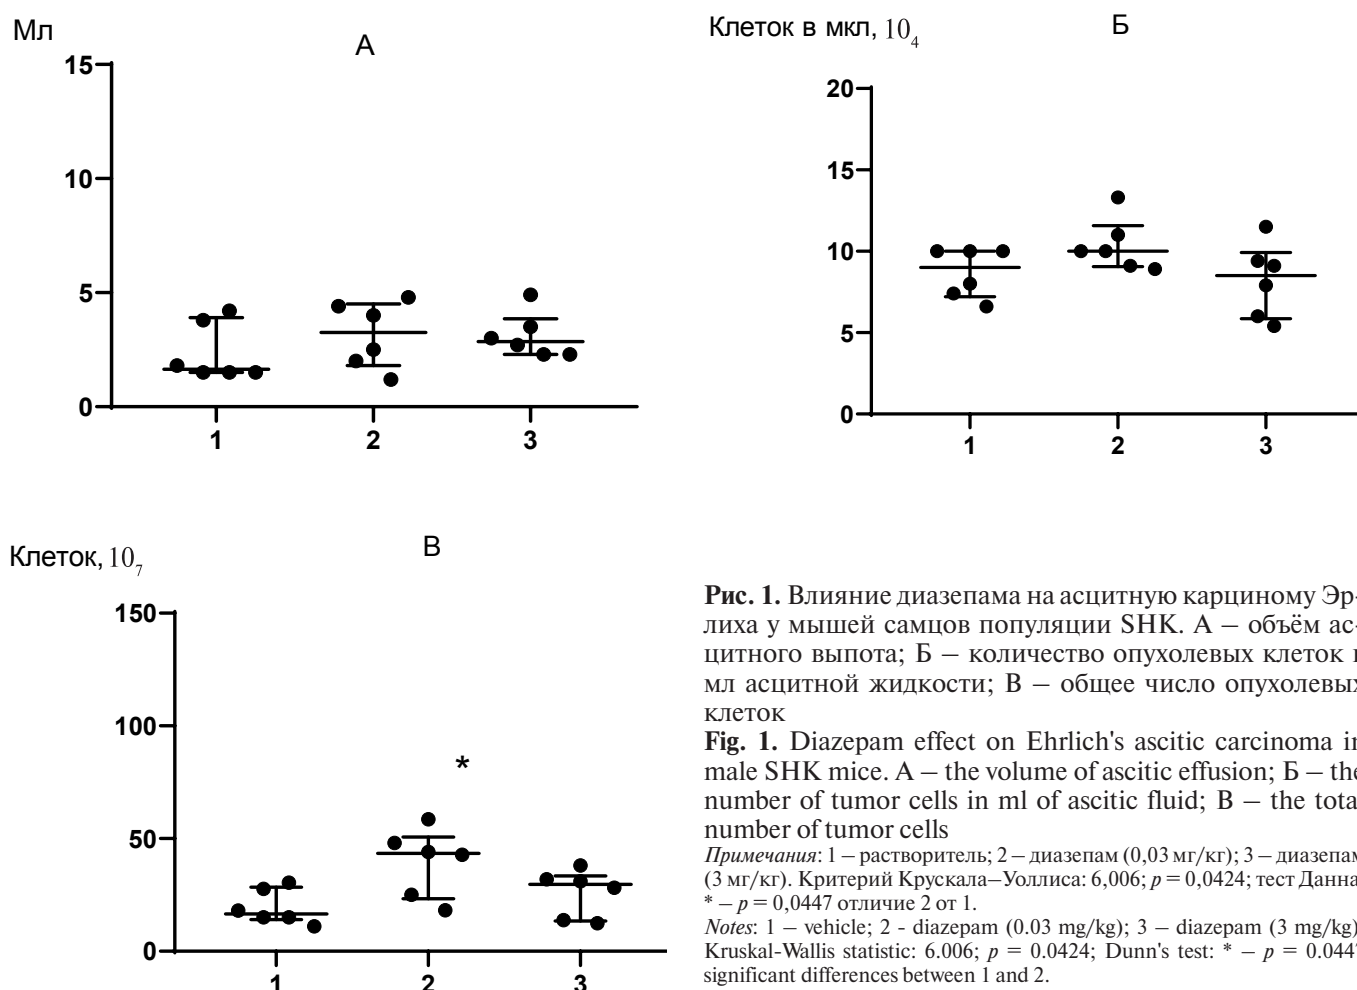 Мл
А
15
10
5
0
1 2 3
Клеток в мкл, 10₄
Б
20
15
10
5
0
1 2 3
Клеток, 10₇
В
150
100
50
0
*
1 2 3
Рис. 1. Влияние диазепама на асцитную карциному Эр-
лиха у мышей самцов популяции SHK. А – объём ас-
цитного выпота; Б – количество опухолевых клеток
мл асцитной жидкости; В – общее число опухолевых
клеток
Fig. 1. Diazepam effect on Ehrlich's ascitic carcinoma in
male SHK mice. А – the volume of ascitic effusion; Б – the
number of tumor cells in ml of ascitic fluid; В – the tota
number of tumor cells
Примечания: 1 – растворитель; 2 – диазепам (0,03 мг/кг); 3 – диазепам
(3 мг/кг). Критерий Крускала–Уоллиса: 6,006; p = 0,0424; тест Данна
* – p = 0,0447 отличие 2 от 1.
Notes: 1 – vehicle; 2 - diazepam (0.03 mg/kg); 3 – diazepam (3 mg/kg)
Kruskal-Wallis statistic: 6.006; p = 0.0424; Dunn's test: * – p = 0.0447
significant differences between 1 and 2.